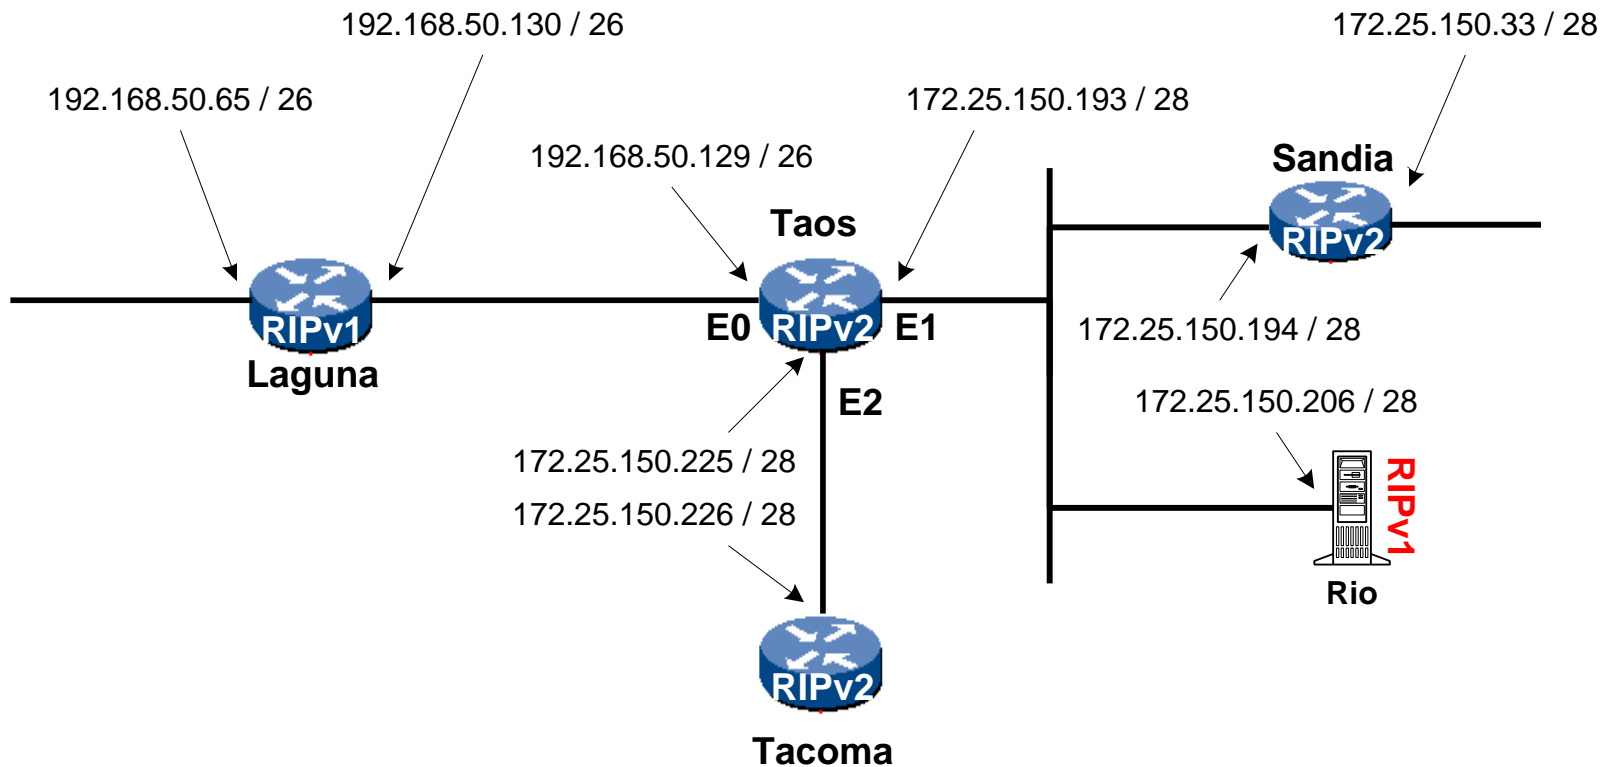 192.168.50.130 / 26
172.25.150.33 / 28
192.168.50.65 / 26
172.25.150.193 / 28
192.168.50.129 / 26
Sandia
RIPv2
Taos
RIPv2
E0
E1
RIPv1
Laguna
172.25.150.194 / 28
E2
172.25.150.206 / 28
172.25.150.225 / 28
172.25.150.226 / 28
RIPv1
Rio
RIPv2
Tacoma